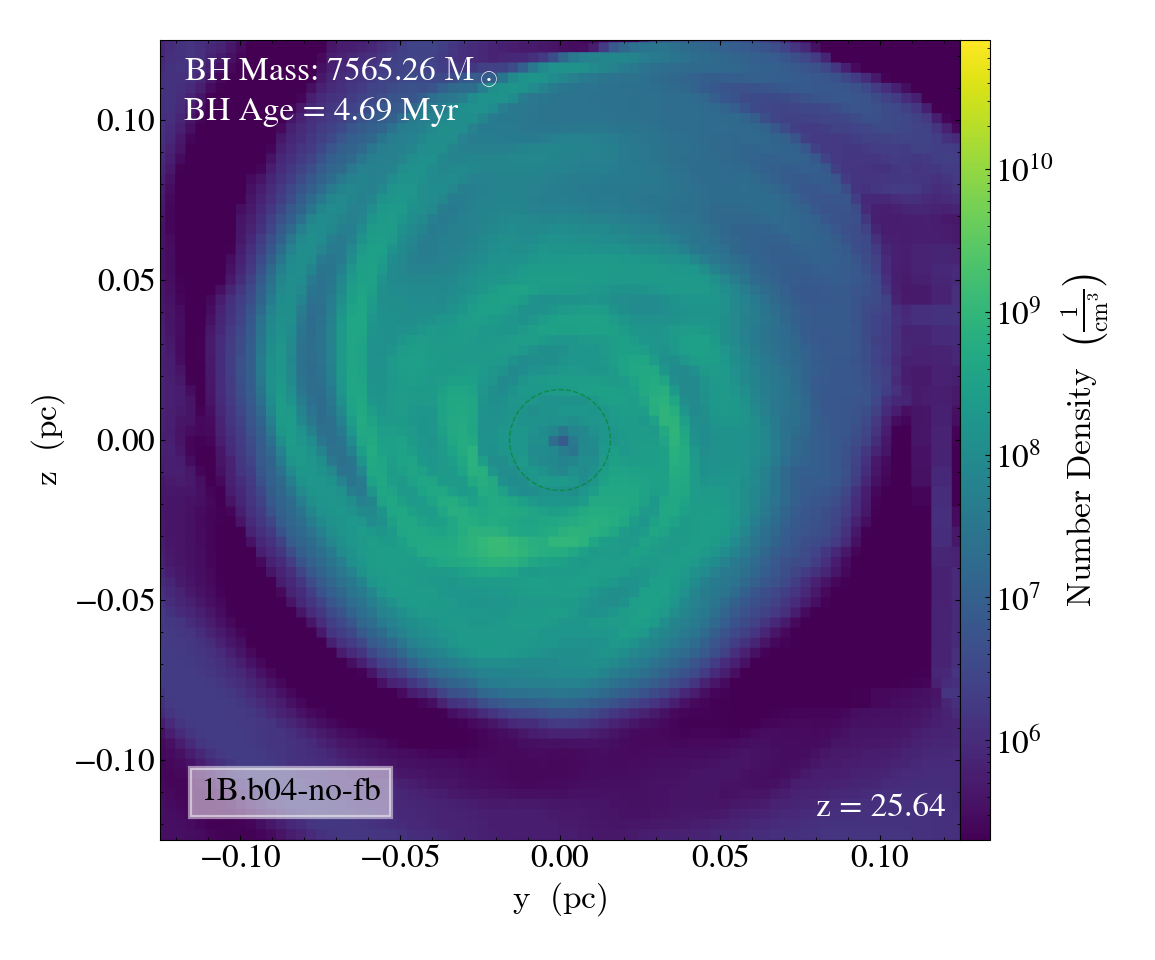 BH Mass: 7565.26 M☉
BH Age = 4.69 Myr
0.10
0.05
0.00
−0.05
−0.10
z (pc)
1B.b04-no-fb
z = 25.64
−0.10 −0.05 0.00 0.05 0.10
y (pc)
10¹⁰
10⁹
10⁸
10⁷
10⁶
Number Density (1/cm³)